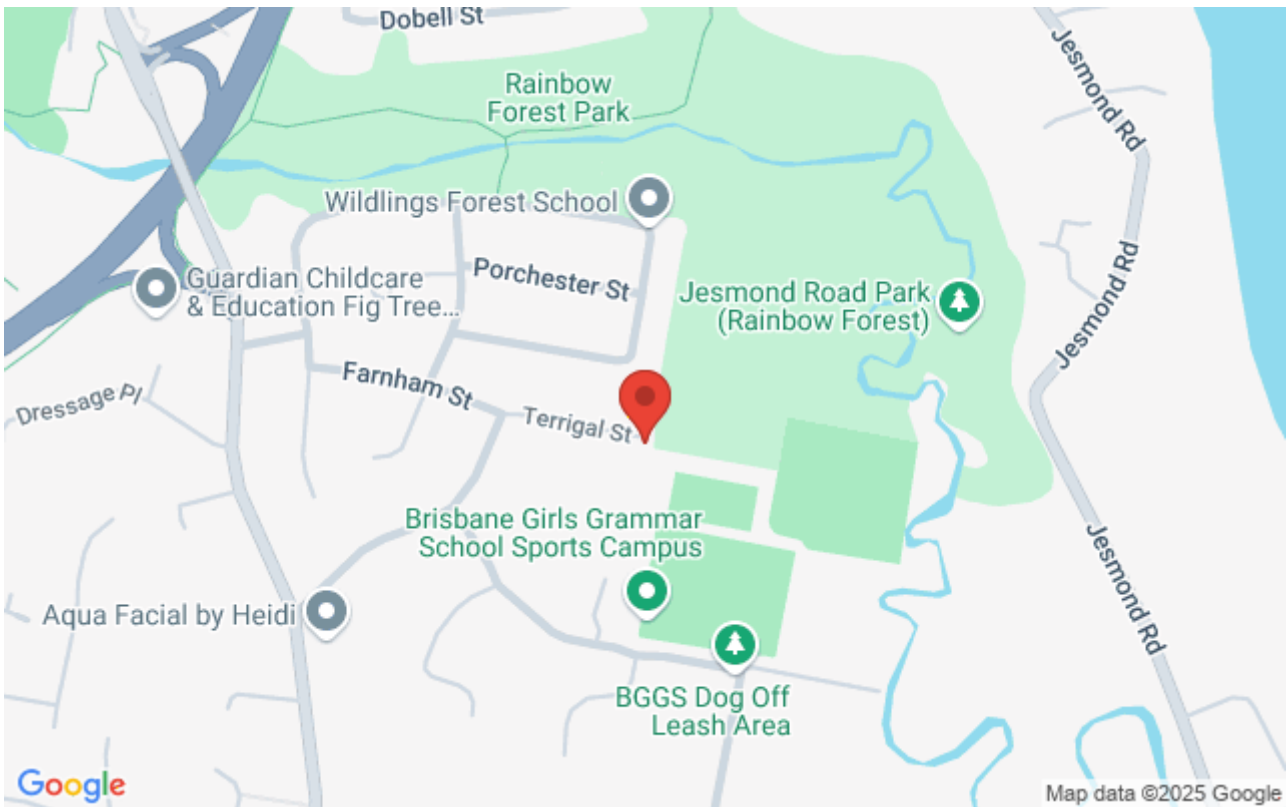 Dobell St
Jesmond Rd
Rainbow
Forest Park
Wildlings Forest School
Guardian Childcare
& Education Fig Tree...
Porchester St
Jesmond Road Park
(Rainbow Forest)
Jesmond Rd
Farnham St
Dressage Pl
Terrigal St
Brisbane Girls Grammar
School Sports Campus
Jesmond Rd
Aqua Facial by Heidi
BGGS Dog Off
Leash Area
Google
Map data ©2025 Google